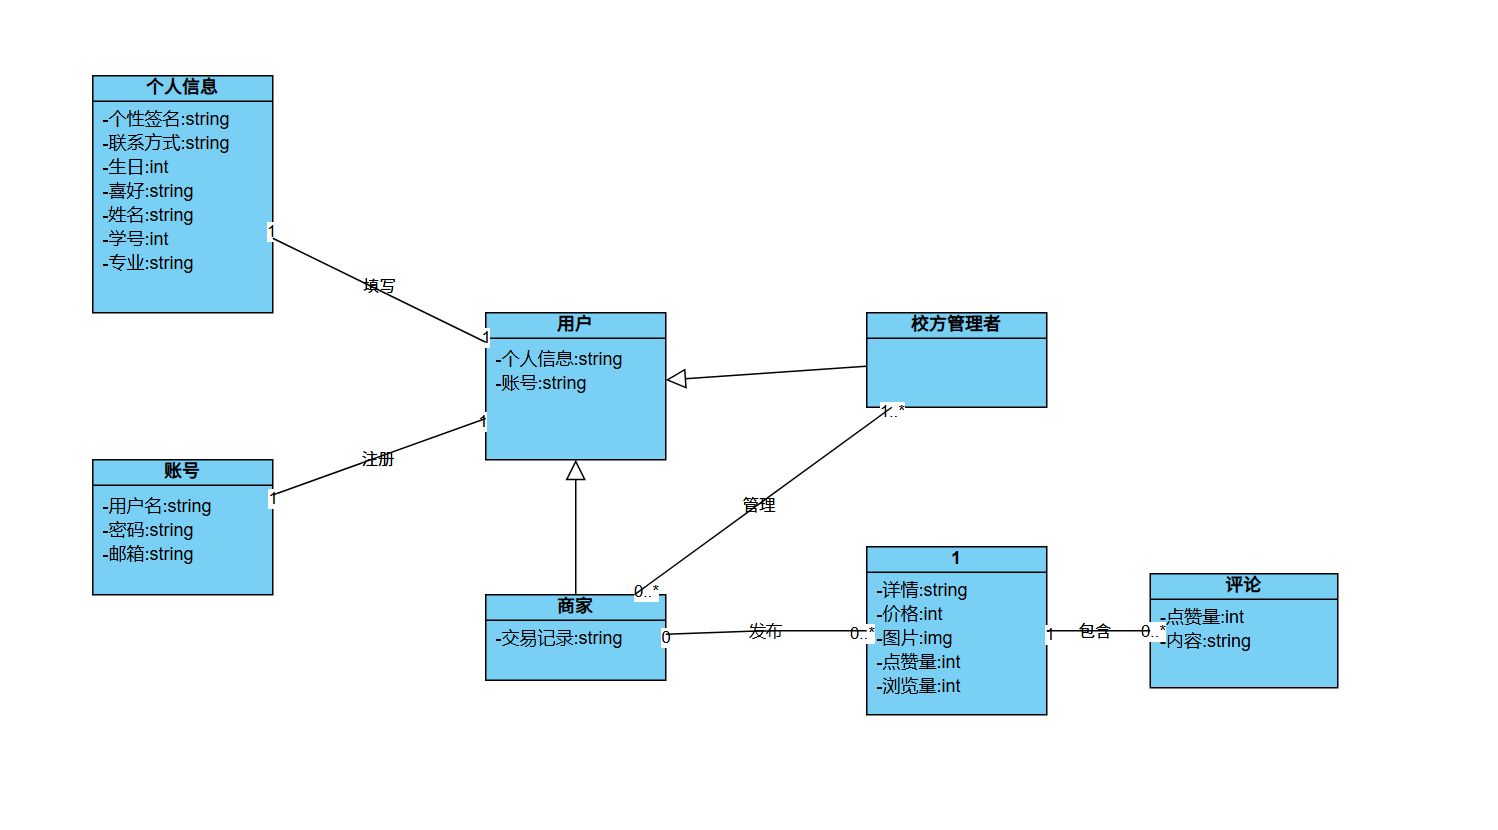 个人信息
-个性签名:string
-联系方式:string
-生日:int
-喜好:string
-姓名:string
-学号:int
-专业:string
1
填写
1
用户
-个人信息:string
-账号:string
校方管理者
1..*
1
注册
账号
1
-用户名:string
-密码:string
-邮箱:string
管理
0..*
商家
-交易记录:string
0
发布
0..*
1
-详情:string
-价格:int
-图片:img
-点赞量:int
-浏览量:int
1
包含
0..*
评论
-点赞量:int
-内容:string